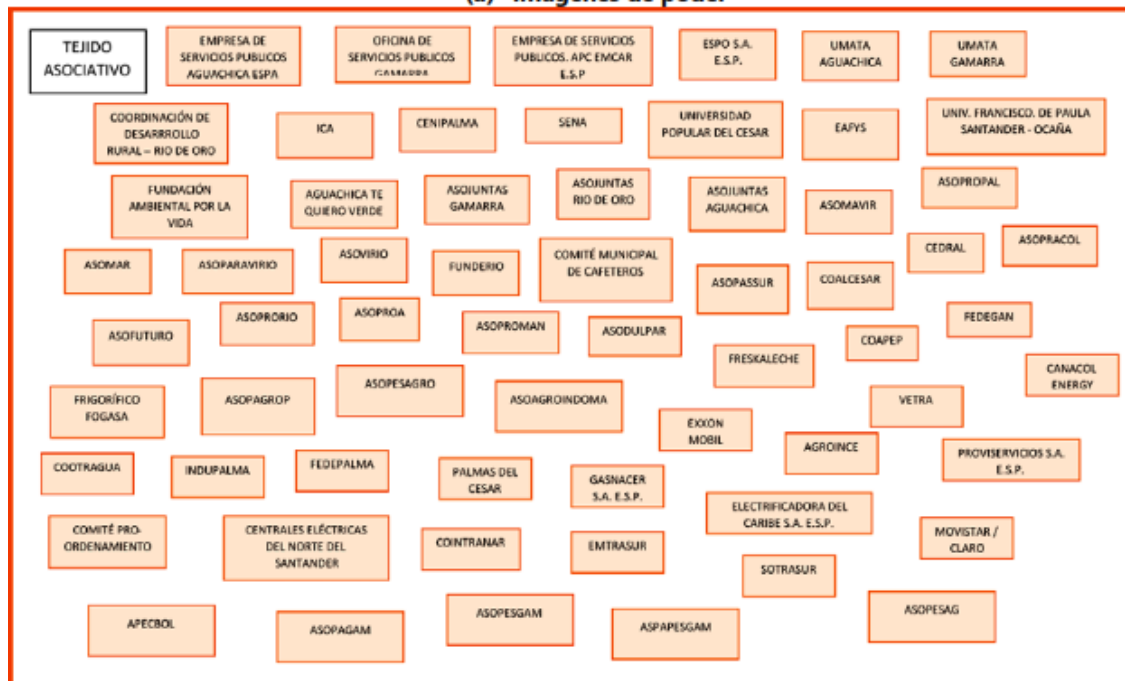 (a) Imágenes de poder
TEJIDO
ASOCIATIVO
EMPRESA DE
SERVICIOS PUBLICOS
AGUACHICA ESPA
OFICINA DE
SERVICIOS PUBLICOS
GAMARRA
EMPRESA DE SERVICIOS
PUBLICOS. APC EMCAR
E.S.P
ESPO S.A.
E.S.P.
UMATA
AGUACHICA
UMATA
GAMARRA
COORDINACIÓN DE
DESARRROLLO
RURAL – RIO DE ORO
ICA
CENIPALMA
SENA
UNIVERSIDAD
POPULAR DEL CESAR
EAFYS
UNIV. FRANCISCO. DE PAULA
SANTANDER - OCAÑA
FUNDACIÓN
AMBIENTAL POR LA
VIDA
AGUACHICA TE
QUIERO VERDE
ASOJUNTAS
GAMARRA
ASOJUNTAS
RIO DE ORO
ASOJUNTAS
AGUACHICA
ASOMAVIR
ASOPROPAL
ASOMAR
ASOPARAVIRIO
ASOVIRIO
FUNDERIO
COMITÉ MUNICIPAL
DE CAFETEROS
ASOPASSUR
COALCESAR
CEDRAL
ASOPRACOL
ASOFUTURO
ASOPRORIO
ASOPROA
ASOPROMAN
ASODULPAR
FRESKALECHE
COAPEP
FEDEGAN
CANACOL
ENERGY
FRIGORÍFICO
FOGASA
ASOPAGROP
ASOPESAGRO
ASOAGROINDOMA
EXXON
MOBIL
VETRA
AGROINCE
PROVISERVICIOS S.A.
E.S.P.
COOTRAGUA
INDUPALMA
FEDEPALMA
PALMAS DEL
CESAR
GASNACER
S.A. E.S.P.
ELECTRIFICADORA DEL
CARIBE S.A. E.S.P.
MOVISTAR /
CLARO
COMITÉ PRO-
ORDENAMIENTO
CENTRALES ELÉCTRICAS
DEL NORTE DEL
SANTANDER
COINTRANAR
EMTRASUR
SOTRASUR
APECBOL
ASOPAGAM
ASOPESGAM
ASPAPESGAM
ASOPESAG